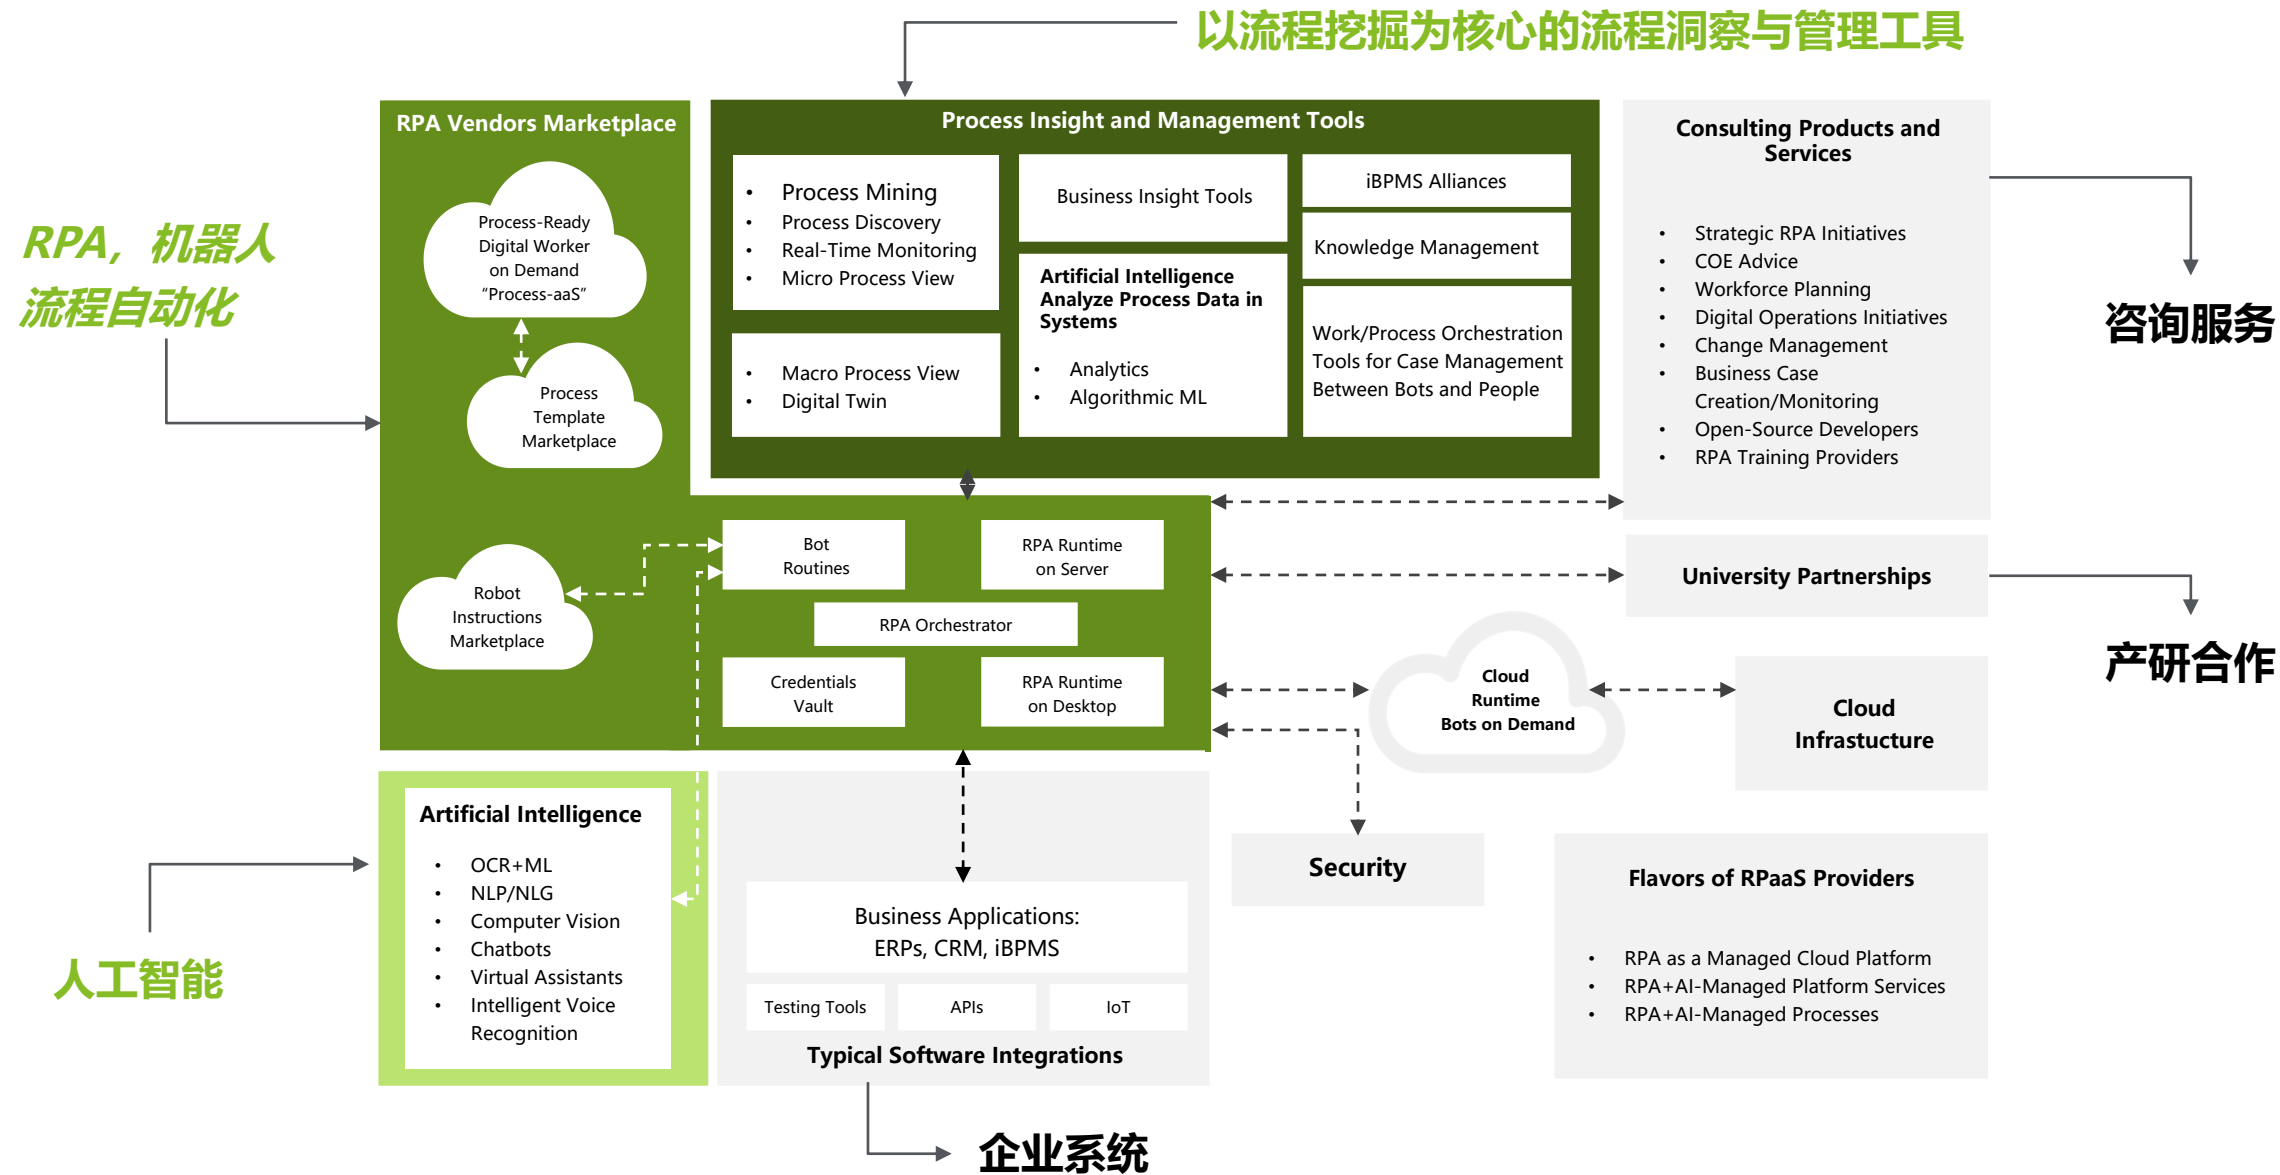 以流程挖掘为核心的流程洞察与管理工具
RPA，机器人
流程自动化
RPA Vendors Marketplace
Process-Ready
Digital Worker
on Demand
“Process-aaS”
Process
Template
Marketplace
Robot
Instructions
Marketplace
Process Insight and Management Tools
• Process Mining
• Process Discovery
• Real-Time Monitoring
• Micro Process View
• Macro Process View
• Digital Twin
Business Insight Tools
Artificial Intelligence
Analyze Process Data in
Systems
• Analytics
• Algorithmic ML
iBPMS Alliances
Knowledge Management
Work/Process Orchestration
Tools for Case Management
Between Bots and People
Consulting Products and
Services
• Strategic RPA Initiatives
• COE Advice
• Workforce Planning
• Digital Operations Initiatives
• Change Management
• Business Case
Creation/Monitoring
• Open-Source Developers
• RPA Training Providers
咨询服务
Bot
Routines
RPA Runtime
on Server
RPA Orchestrator
Credentials
Vault
RPA Runtime
on Desktop
University Partnerships
产研合作
Cloud
Runtime
Bots on Demand
Cloud
Infrastucture
Security
Flavors of RPaaS Providers
• RPA as a Managed Cloud Platform
• RPA+AI-Managed Platform Services
• RPA+AI-Managed Processes
人工智能
Artificial Intelligence
• OCR+ML
• NLP/NLG
• Computer Vision
• Chatbots
• Virtual Assistants
• Intelligent Voice
Recognition
Business Applications:
ERPs, CRM, iBPMS
Testing Tools
APIs
IoT
Typical Software Integrations
企业系统